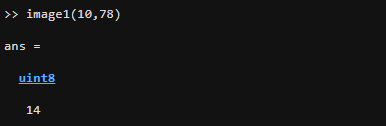 >> image1(10,78)
ans =
uint8
14